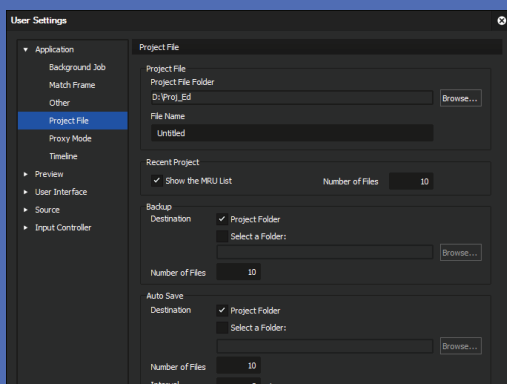 User Settings
Application
Background Job
Match Frame
Other
Project File
Proxy Mode
Timeline
Preview
User Interface
Source
Input Controller
Project File
Project File
Project File Folder
D:\Proj_Ed
Browse...
File Name
Untitled
Recent Project
Show the MRU List
Number of Files
10
Backup
Destination
Project Folder
Select a Folder:
Browse...
Number of Files
10
Auto Save
Destination
Project Folder
Select a Folder:
Browse...
Number of Files
10
Interval